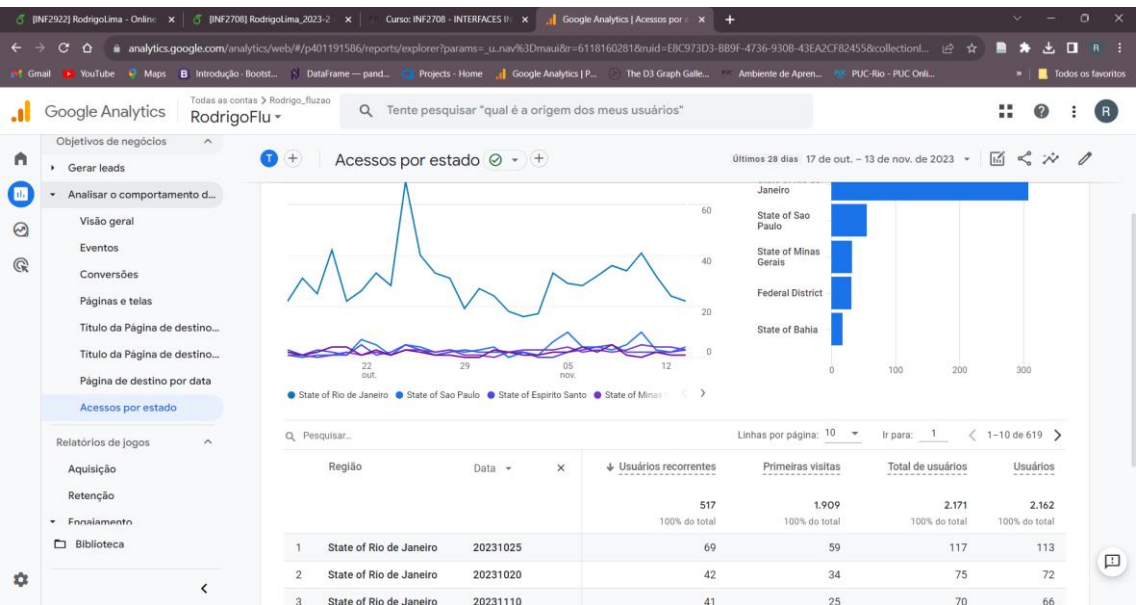 [INF2922] RodrigoLima - Online
[INF2708] RodrigoLima_2023-2
Curso: INF2708 - INTERFACES IN
Google Analytics | Acessos por e
analytics.google.com/analytics/web/#/p401191586/reports/explorer?params=_u..nav%3Dmaui&r=6118160281&ruid=E8C973D3-BB9F-4736-930B-43EA2CF82455&collectionI...
R
Gmail
YouTube
Maps
Introdução · Bootst...
DataFrame — pand...
Projects - Home
Google Analytics | P...
The D3 Graph Galle...
Ambiente de Apren...
PUC-Rio - PUC Onli...
»
Todos os favoritos
Google Analytics
Todas as contas > Rodrigo_fluzao
RodrigoFlu
Tente pesquisar "qual é a origem dos meus usuários"
R
Objetivos de negócios
Gerar leads
Analisar o comportamento d...
Visão geral
Eventos
Conversões
Páginas e telas
Título da Página de destino...
Título da Página de destino...
Página de destino por data
Acessos por estado
Relatórios de jogos
Aquisição
Retenção
Engajamento
Biblioteca
T
Acessos por estado
Últimos 28 dias 17 de out. – 13 de nov. de 2023
60
40
20
0
22
out.
29
05
nov.
12
State of Rio de Janeiro
State of Sao Paulo
State of Espirito Santo
State of Minas
Janeiro
State of Sao
Paulo
State of Minas
Gerais
Federal District
State of Bahia
0
100
200
300
Pesquisar...
Linhas por página: 10
Ir para: 1
1–10 de 619
Região
Data
Usuários recorrentes
Primeiras visitas
Total de usuários
Usuários
517
1.909
2.171
2.162
100% do total
100% do total
100% do total
100% do total
1 State of Rio de Janeiro 20231025 69 59 117 113
2 State of Rio de Janeiro 20231020 42 34 75 72
3 State of Rio de Janeiro 20231110 41 25 70 66